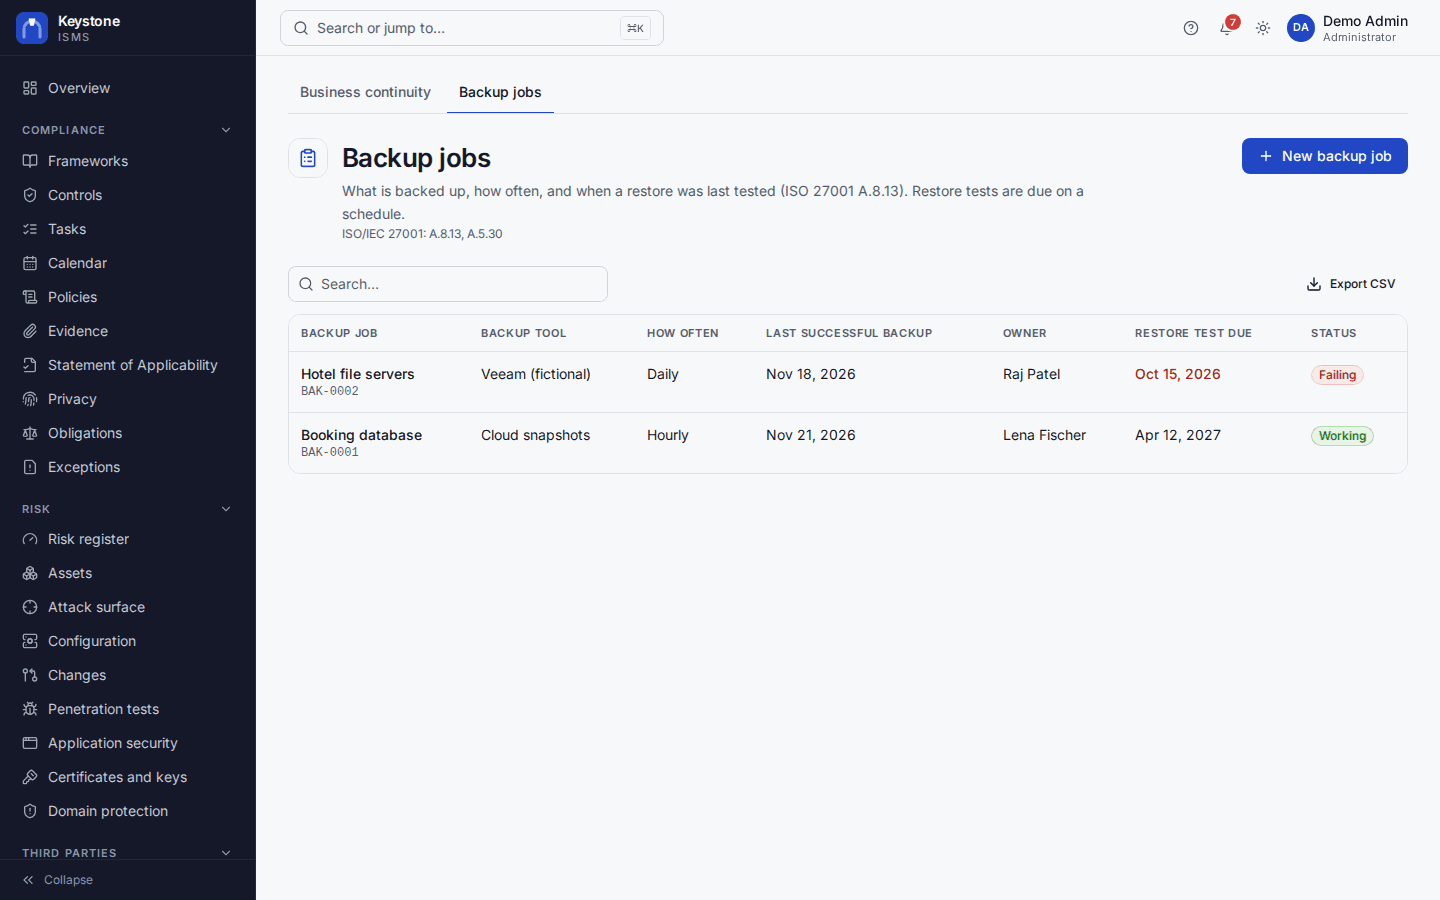 Keystone
ISMS
Search or jump to...
⌘K
7
DA
Demo Admin
Administrator
Overview
COMPLIANCE
Frameworks
Controls
Tasks
Calendar
Policies
Evidence
Statement of Applicability
Privacy
Obligations
Exceptions
RISK
Risk register
Assets
Attack surface
Configuration
Changes
Penetration tests
Application security
Certificates and keys
Domain protection
THIRD PARTIES
Collapse
Business continuity
Backup jobs
Backup jobs
New backup job
What is backed up, how often, and when a restore was last tested (ISO 27001 A.8.13). Restore tests are due on a
schedule.
ISO/IEC 27001: A.8.13, A.5.30
Search...
Export CSV
BACKUP JOB BACKUP TOOL HOW OFTEN LAST SUCCESSFUL BACKUP OWNER RESTORE TEST DUE STATUS
Hotel file servers Veeam (fictional) Daily Nov 18, 2026 Raj Patel Oct 15, 2026 Failing
BAK-0002
Booking database Cloud snapshots Hourly Nov 21, 2026 Lena Fischer Apr 12, 2027 Working
BAK-0001